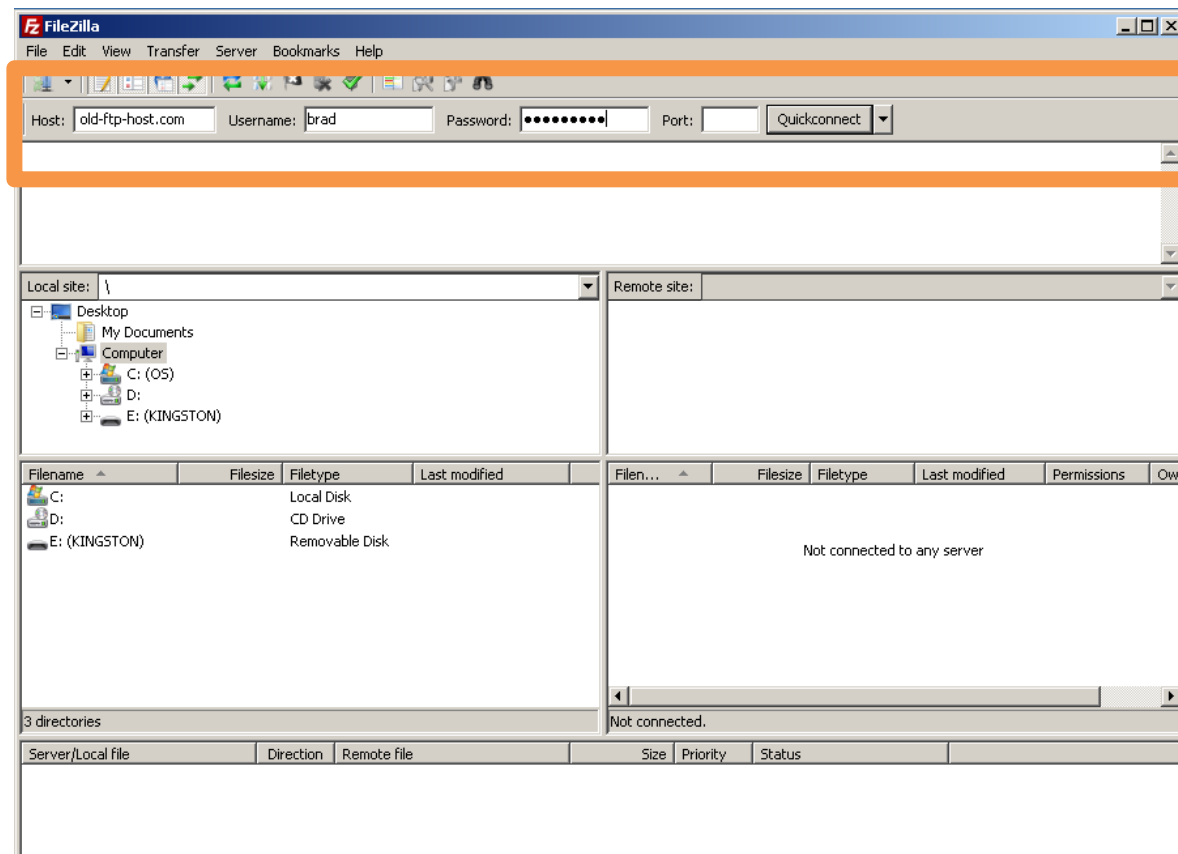 FileZilla
File Edit View Transfer Server Bookmarks Help
Host: old-ftp-host.com Username: brad Password: ●●●●●●●●● Port: Quickconnect
Local site: \
Remote site:
Desktop
My Documents
Computer
C: (OS)
D:
E: (KINGSTON)
Filename Filesize Filetype Last modified
C: Local Disk
D: CD Drive
E: (KINGSTON) Removable Disk
3 directories
Filen... Filesize Filetype Last modified Permissions Ow
Not connected to any server
Not connected.
Server/Local file Direction Remote file Size Priority Status